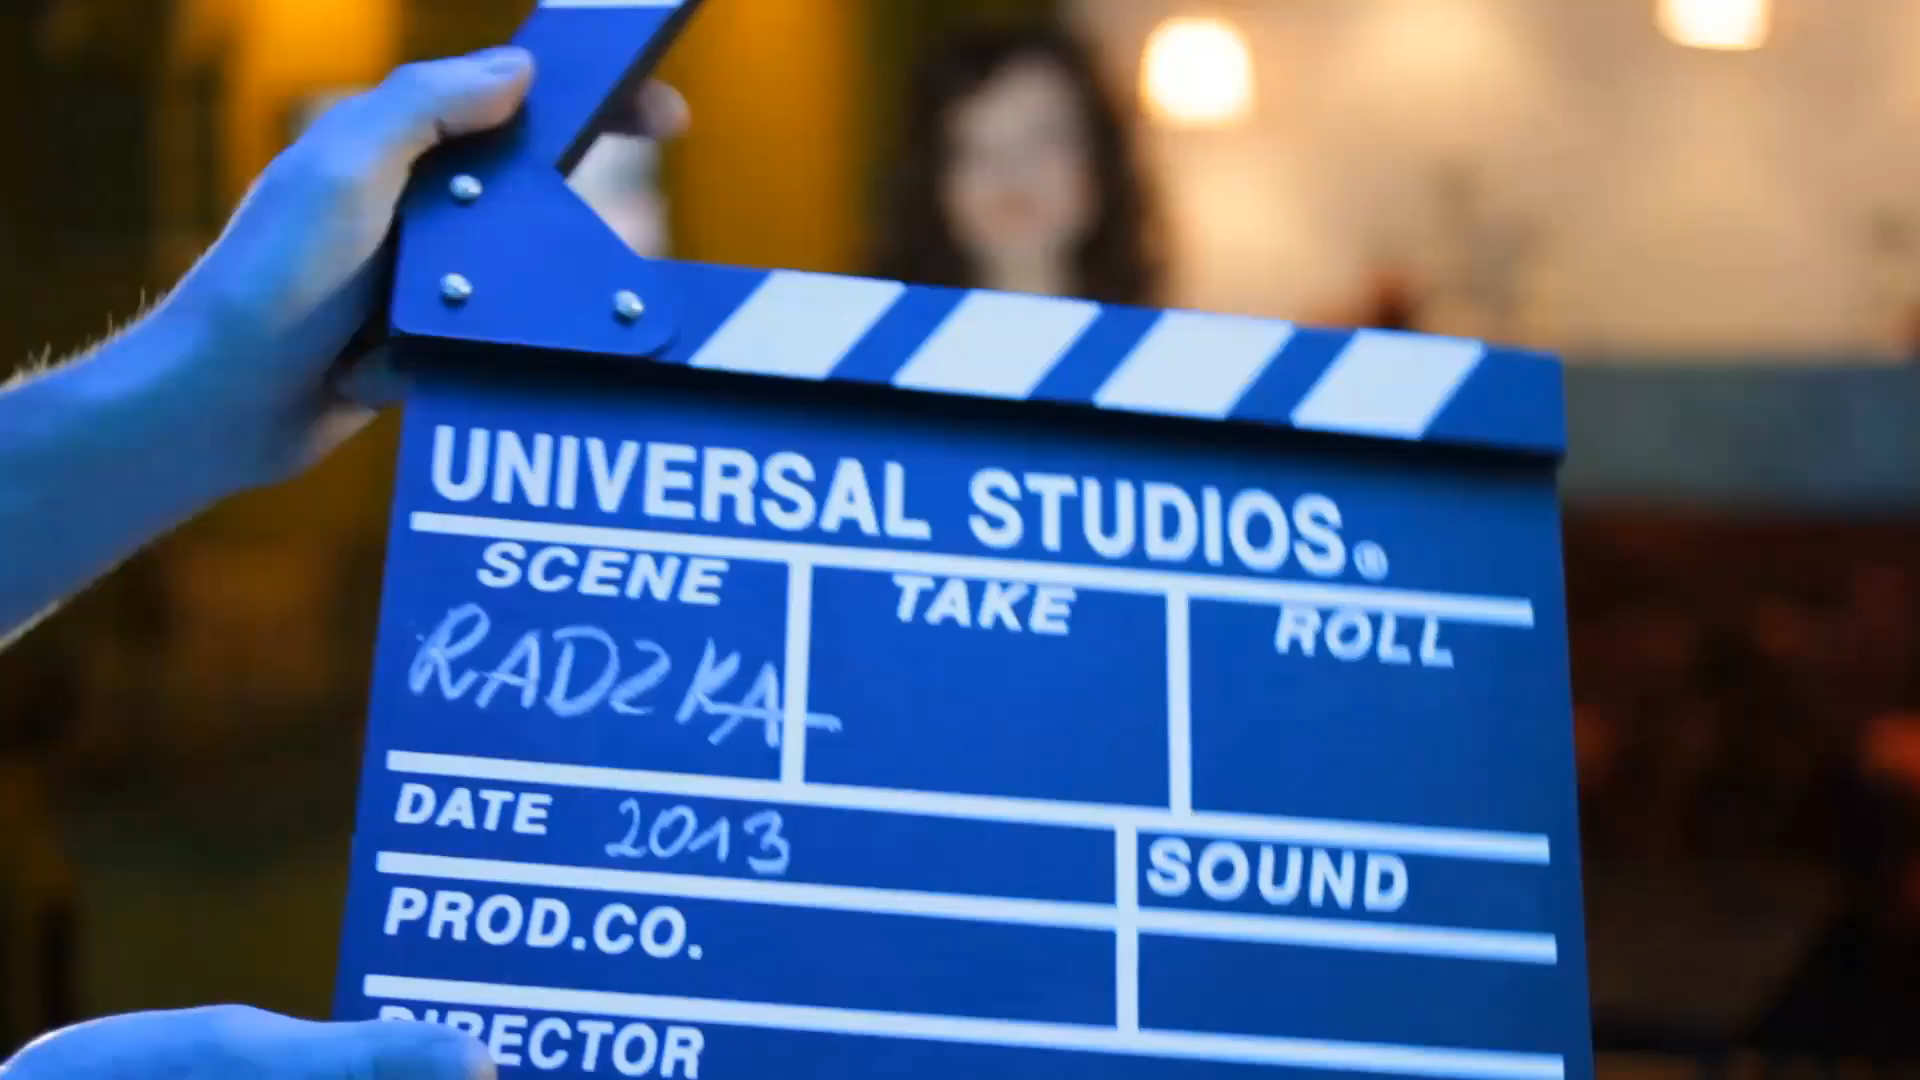 UNIVERSAL STUDIOS®
SCENE TAKE ROLL
RADZKA
DATE 2013 SOUND
PROD.CO.
DIRECTOR